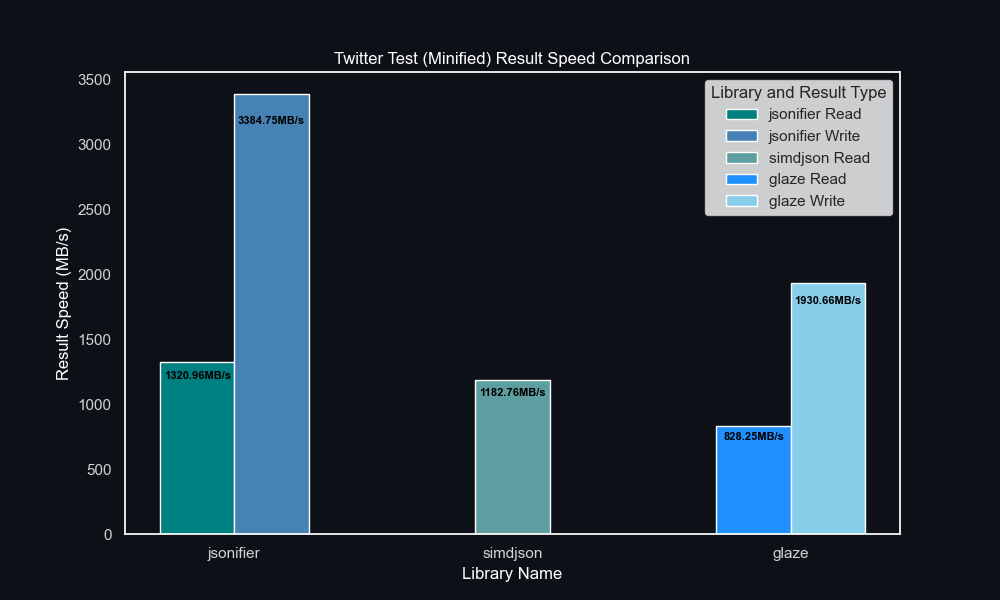 Twitter Test (Minified) Result Speed Comparison
Library and Result Type
jsonifier Read
jsonifier Write
simdjson Read
glaze Read
glaze Write
Result Speed (MB/s)
3500
3000
2500
2000
1500
1000
500
0
1320.96MB/s
3384.75MB/s
1182.76MB/s
828.25MB/s
1930.66MB/s
jsonifier
simdjson
glaze
Library Name